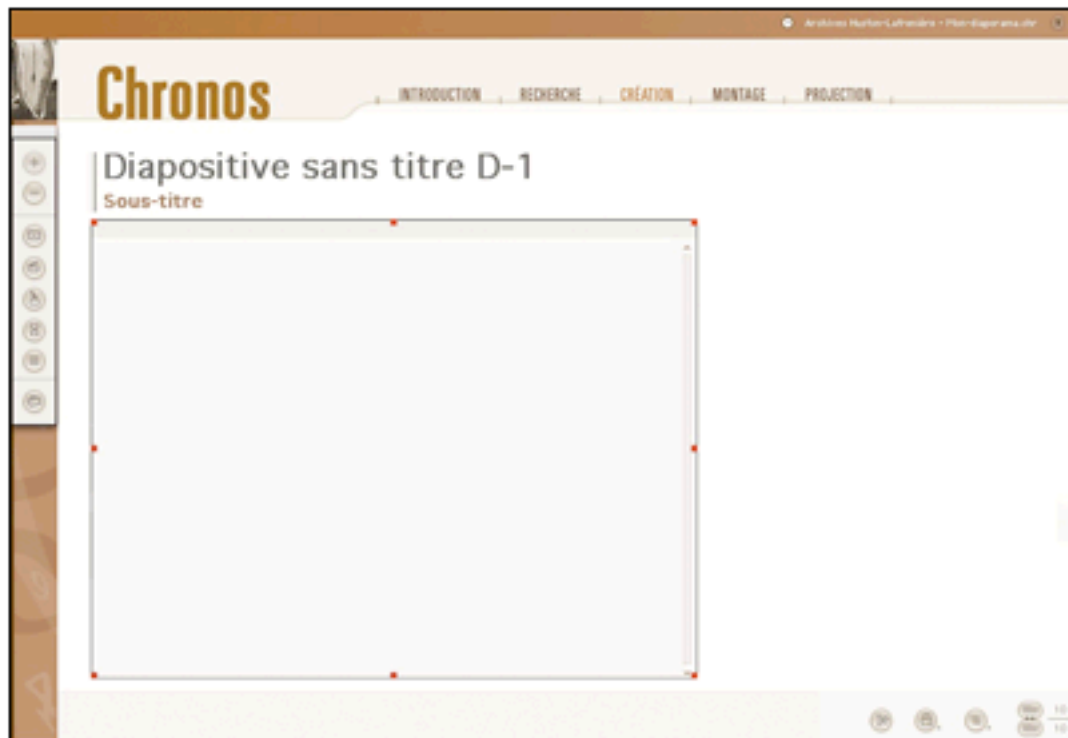 Chronos
INTRODUCTION RECHERCHE CRÉATION MONTAGE PROJECTION
Diapositive sans titre D-1
Sous-titre